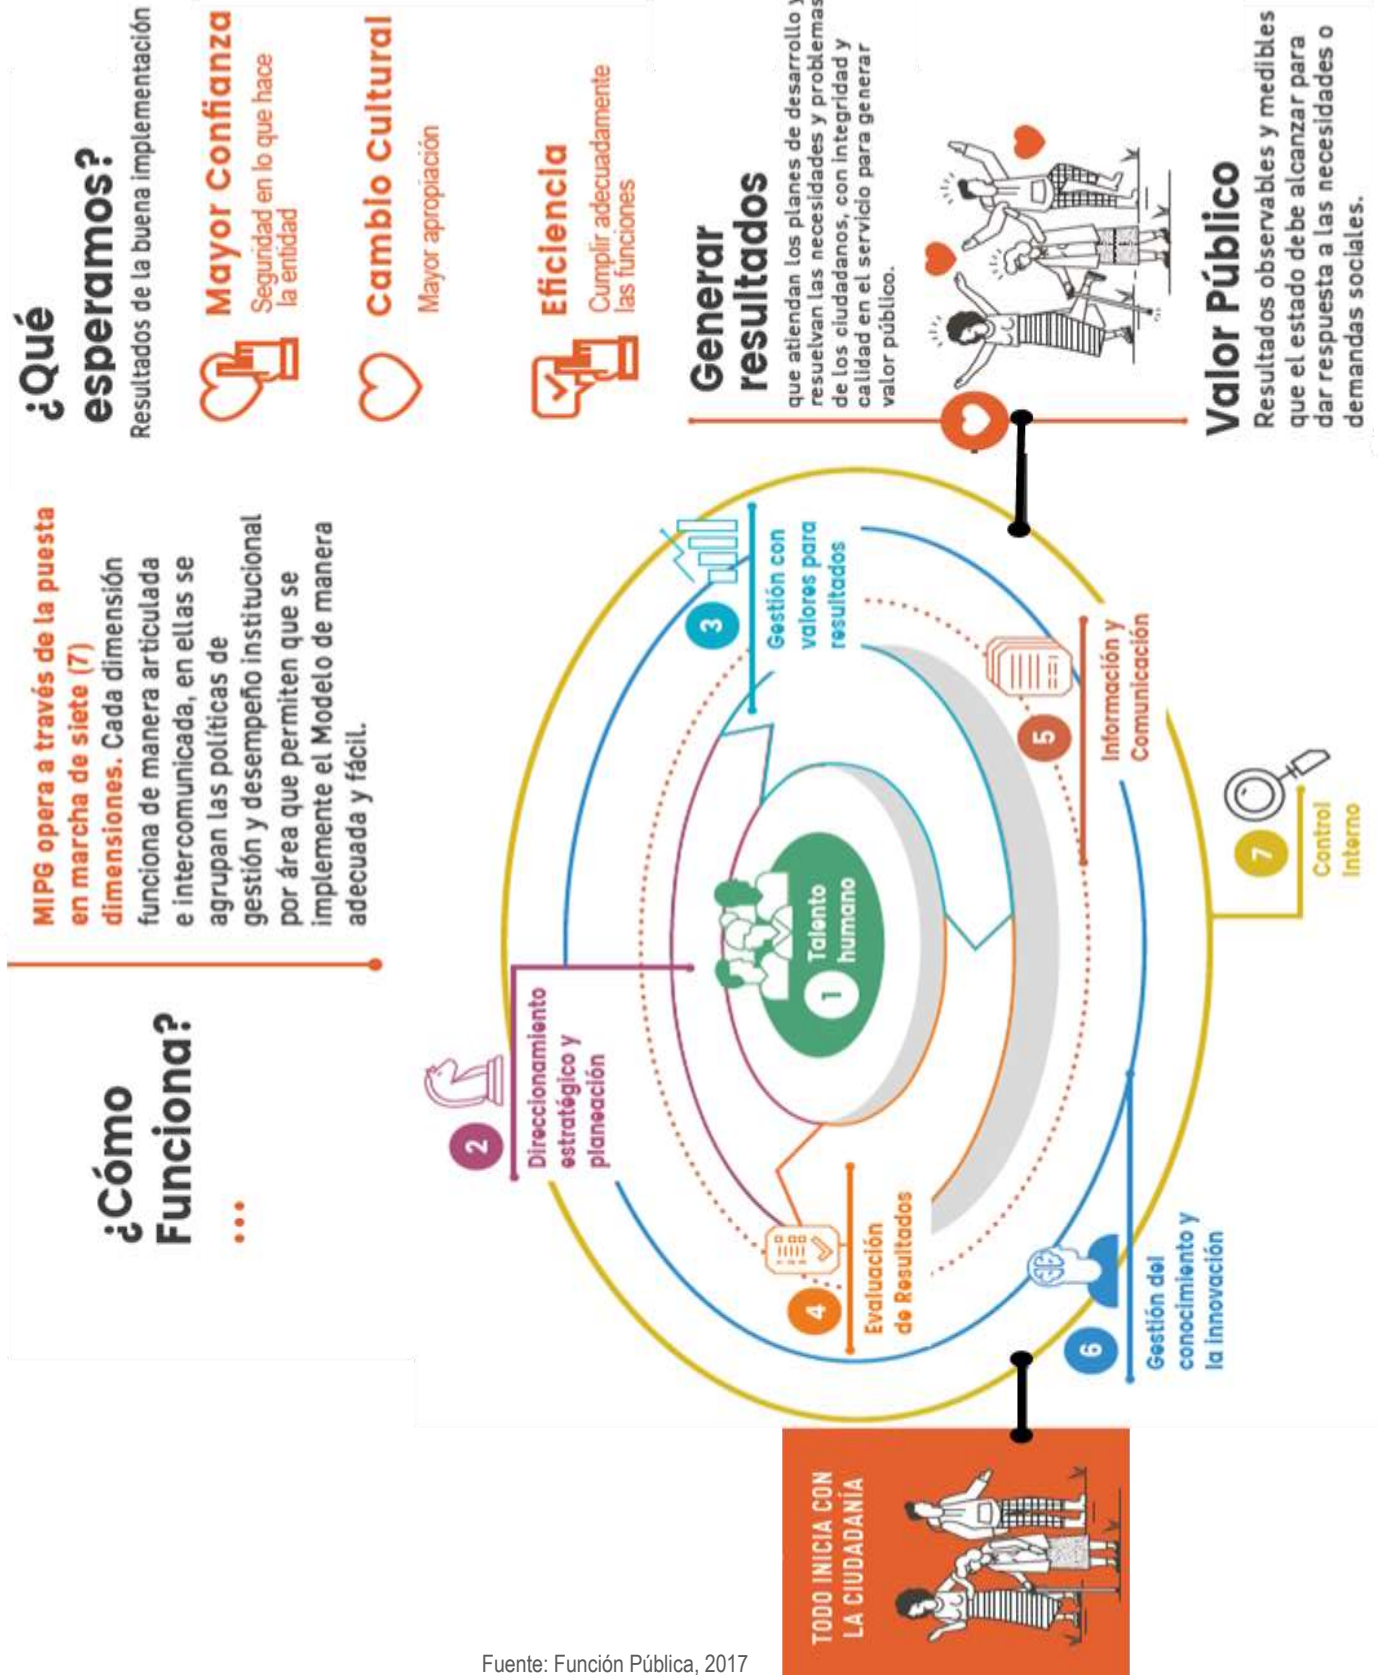 ¿Cómo
Funciona?
...
MIPG opera a través de la puesta
en marcha de siete (7)
dimensiones. Cada dimensión
funciona de manera articulada
e intercomunicada, en ellas se
agrupan las políticas de
gestión y desempeño institucional
por área que permiten que se
implemente el Modelo de manera
adecuada y fácil.
¿Qué
esperamos?
Resultados de la buena implementación
Mayor Confianza
Seguridad en lo que hace
la entidad
Cambio Cultural
Mayor apropiación
Eficiencia
Cumplir adecuadamente
las funciones
Generar
resultados
que atiendan los planes de desarrollo y
resuelvan las necesidades y problemas
de los ciudadanos, con integridad y
calidad en el servicio para generar
valor público.
Valor Público
Resultados observables y medibles
que el estado debe alcanzar para
dar respuesta a las necesidades o
demandas sociales.
TODO INICIA CON
LA CIUDADANÍA
1
Talento
humano
2
Direccionamiento
estratégico y
planeación
3
Gestión con
valores para
resultados
4
Evaluación
de Resultados
5
Información y
Comunicación
6
Gestión del
conocimiento y
la innovación
7
Control
Interno
Fuente: Función Pública, 2017